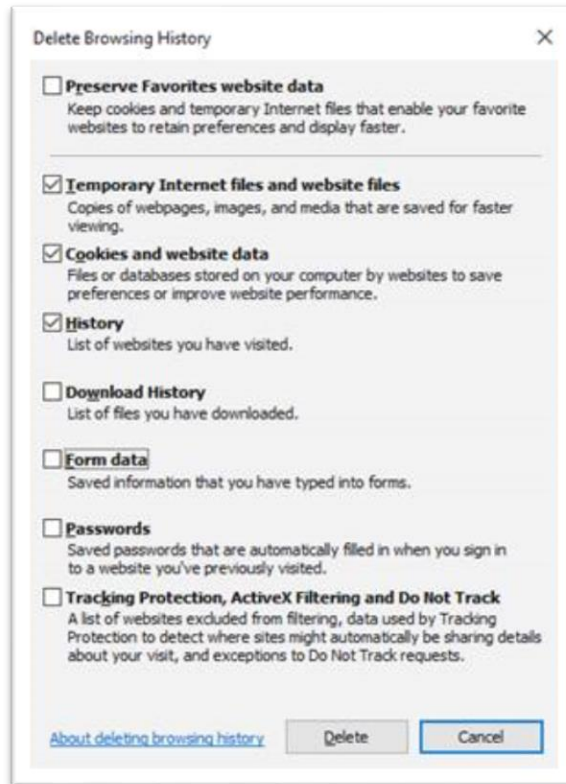 Delete Browsing History
Preserve Favorites website data
Keep cookies and temporary Internet files that enable your favorite
websites to retain preferences and display faster.
Temporary Internet files and website files
Copies of webpages, images, and media that are saved for faster
viewing.
Cookies and website data
Files or databases stored on your computer by websites to save
preferences or improve website performance.
History
List of websites you have visited.
Download History
List of files you have downloaded.
Form data
Saved information that you have typed into forms.
Passwords
Saved passwords that are automatically filled in when you sign in
to a website you've previously visited.
Tracking Protection, ActiveX Filtering and Do Not Track
A list of websites excluded from filtering, data used by Tracking
Protection to detect where sites might automatically be sharing details
about your visit, and exceptions to Do Not Track requests.
About deleting browsing history Delete Cancel